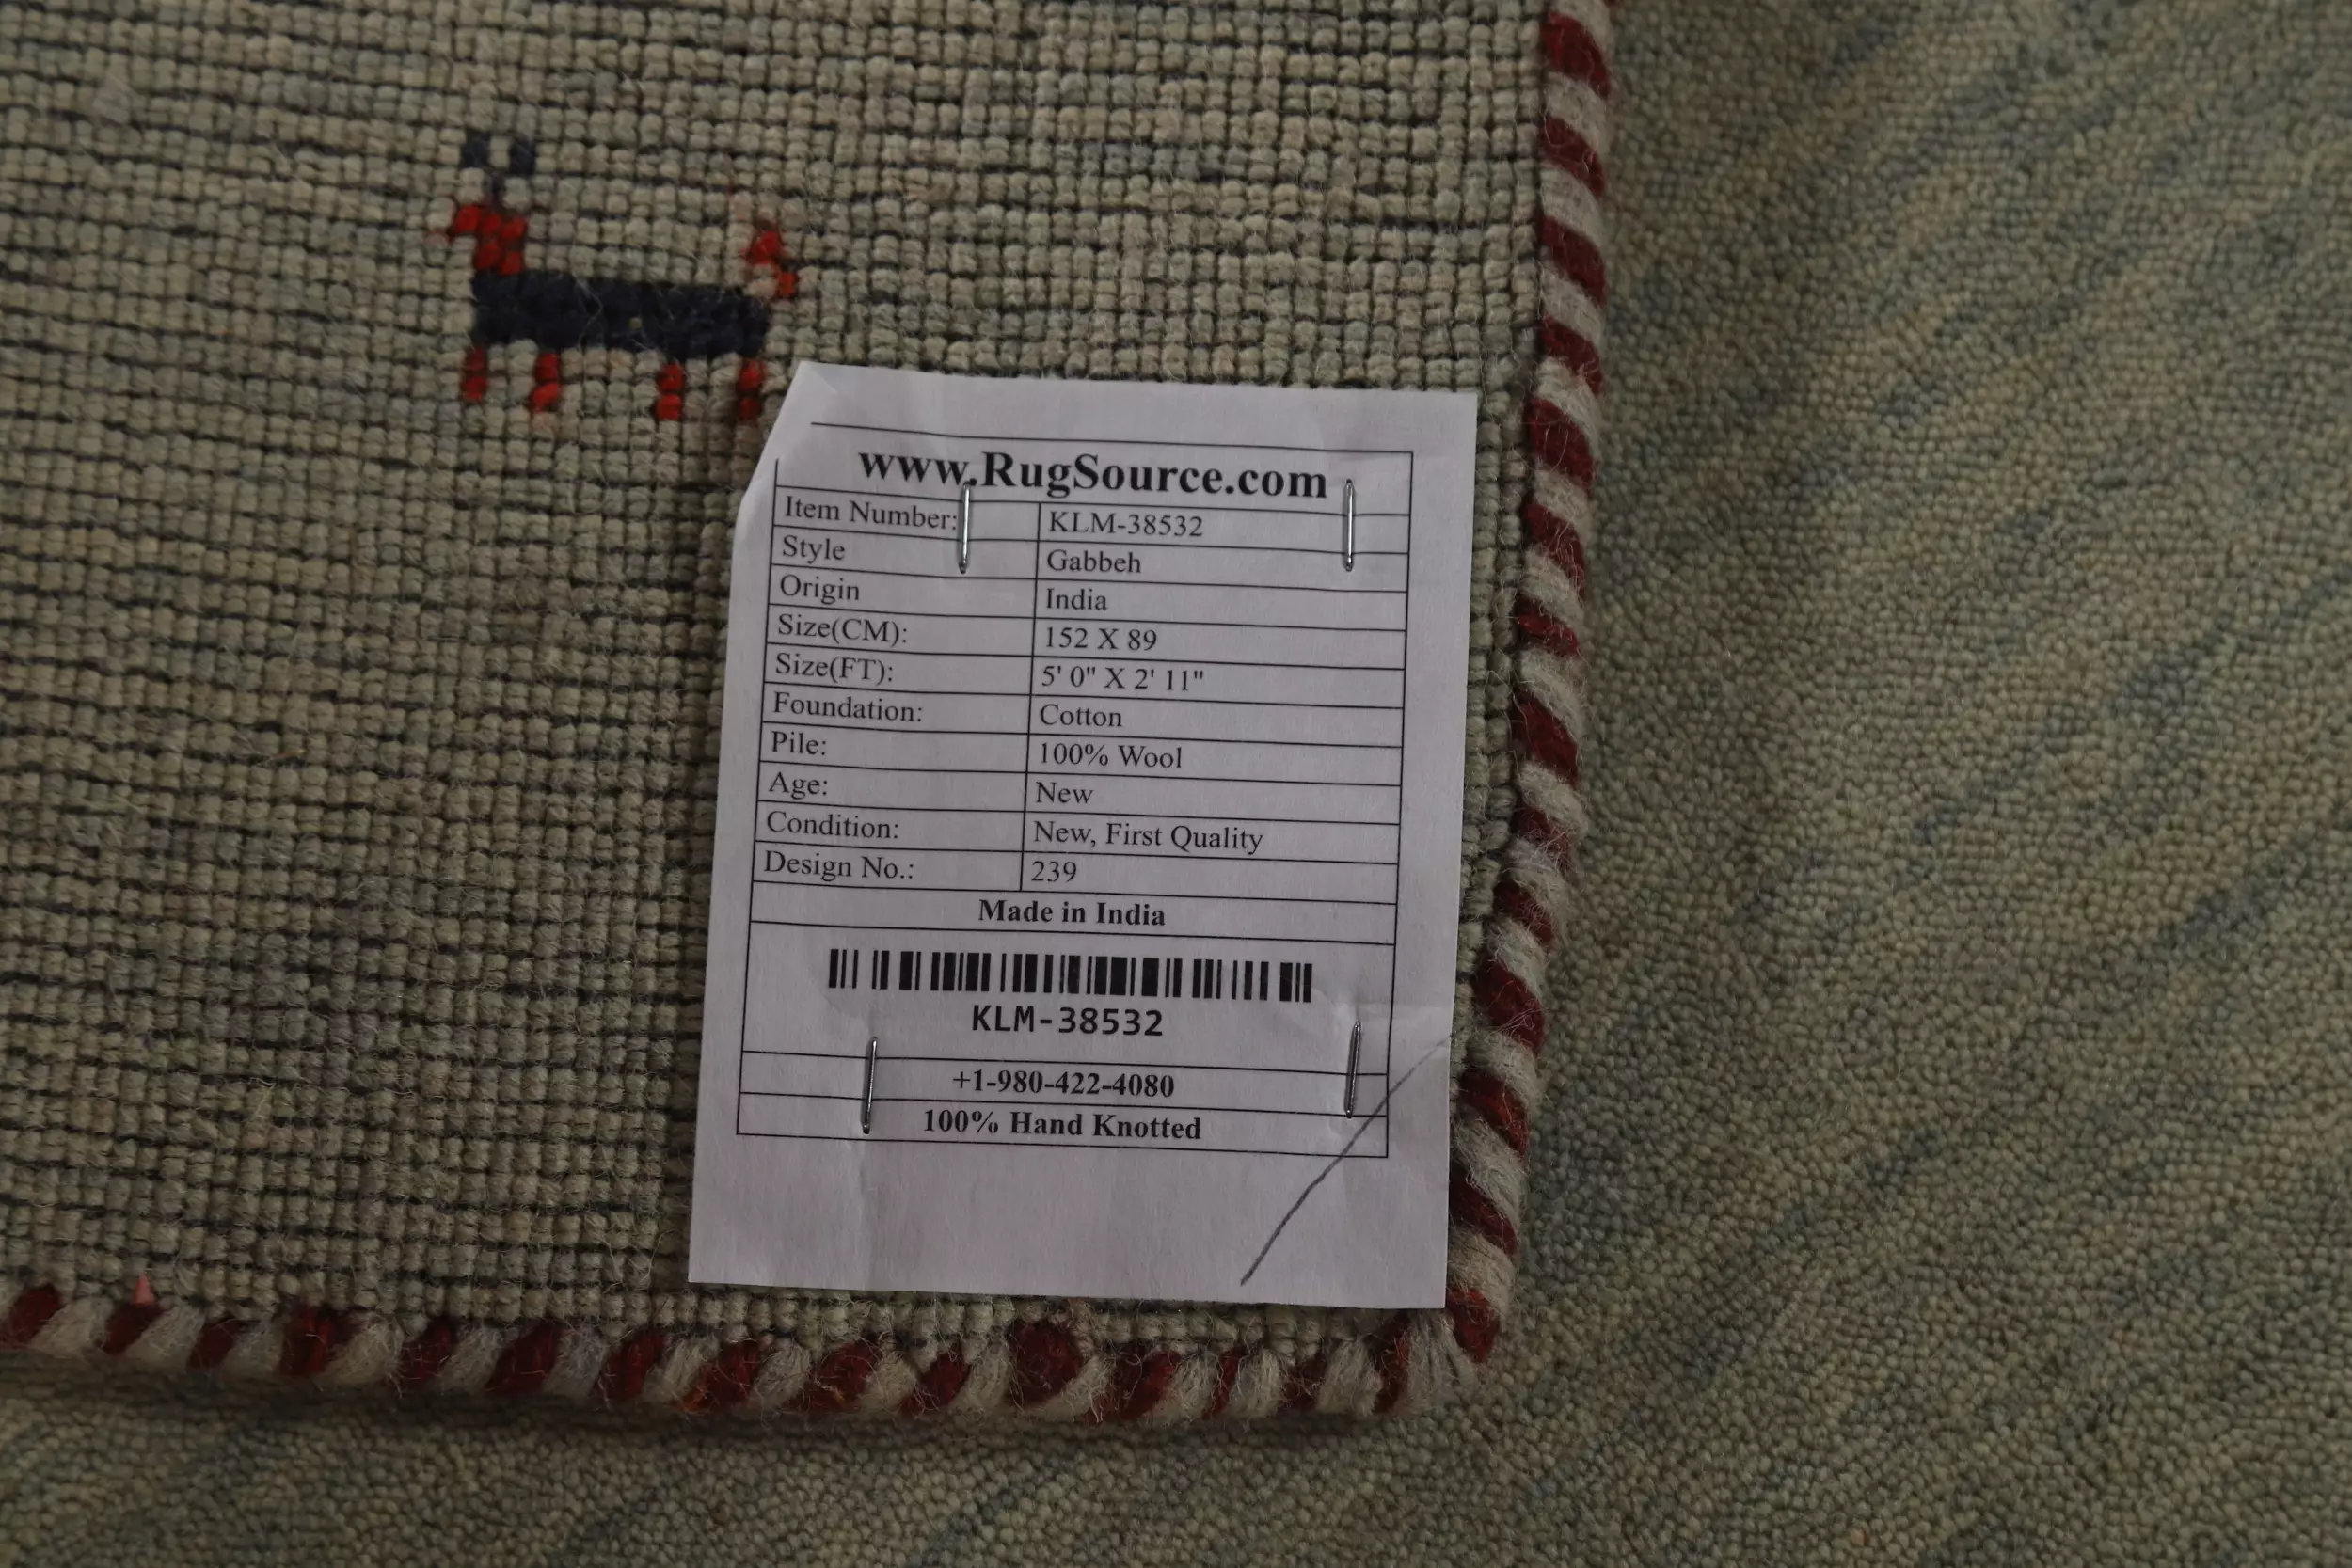 www.RugSource.com
Item Number: KLM-38532
Style Gabbeh
Origin India
Size(CM): 152 X 89
Size(FT): 5' 0" X 2' 11"
Foundation: Cotton
Pile: 100% Wool
Age: New
Condition: New, First Quality
Design No.: 239
Made in India
KLM-38532
+1-980-422-4080
100% Hand Knotted